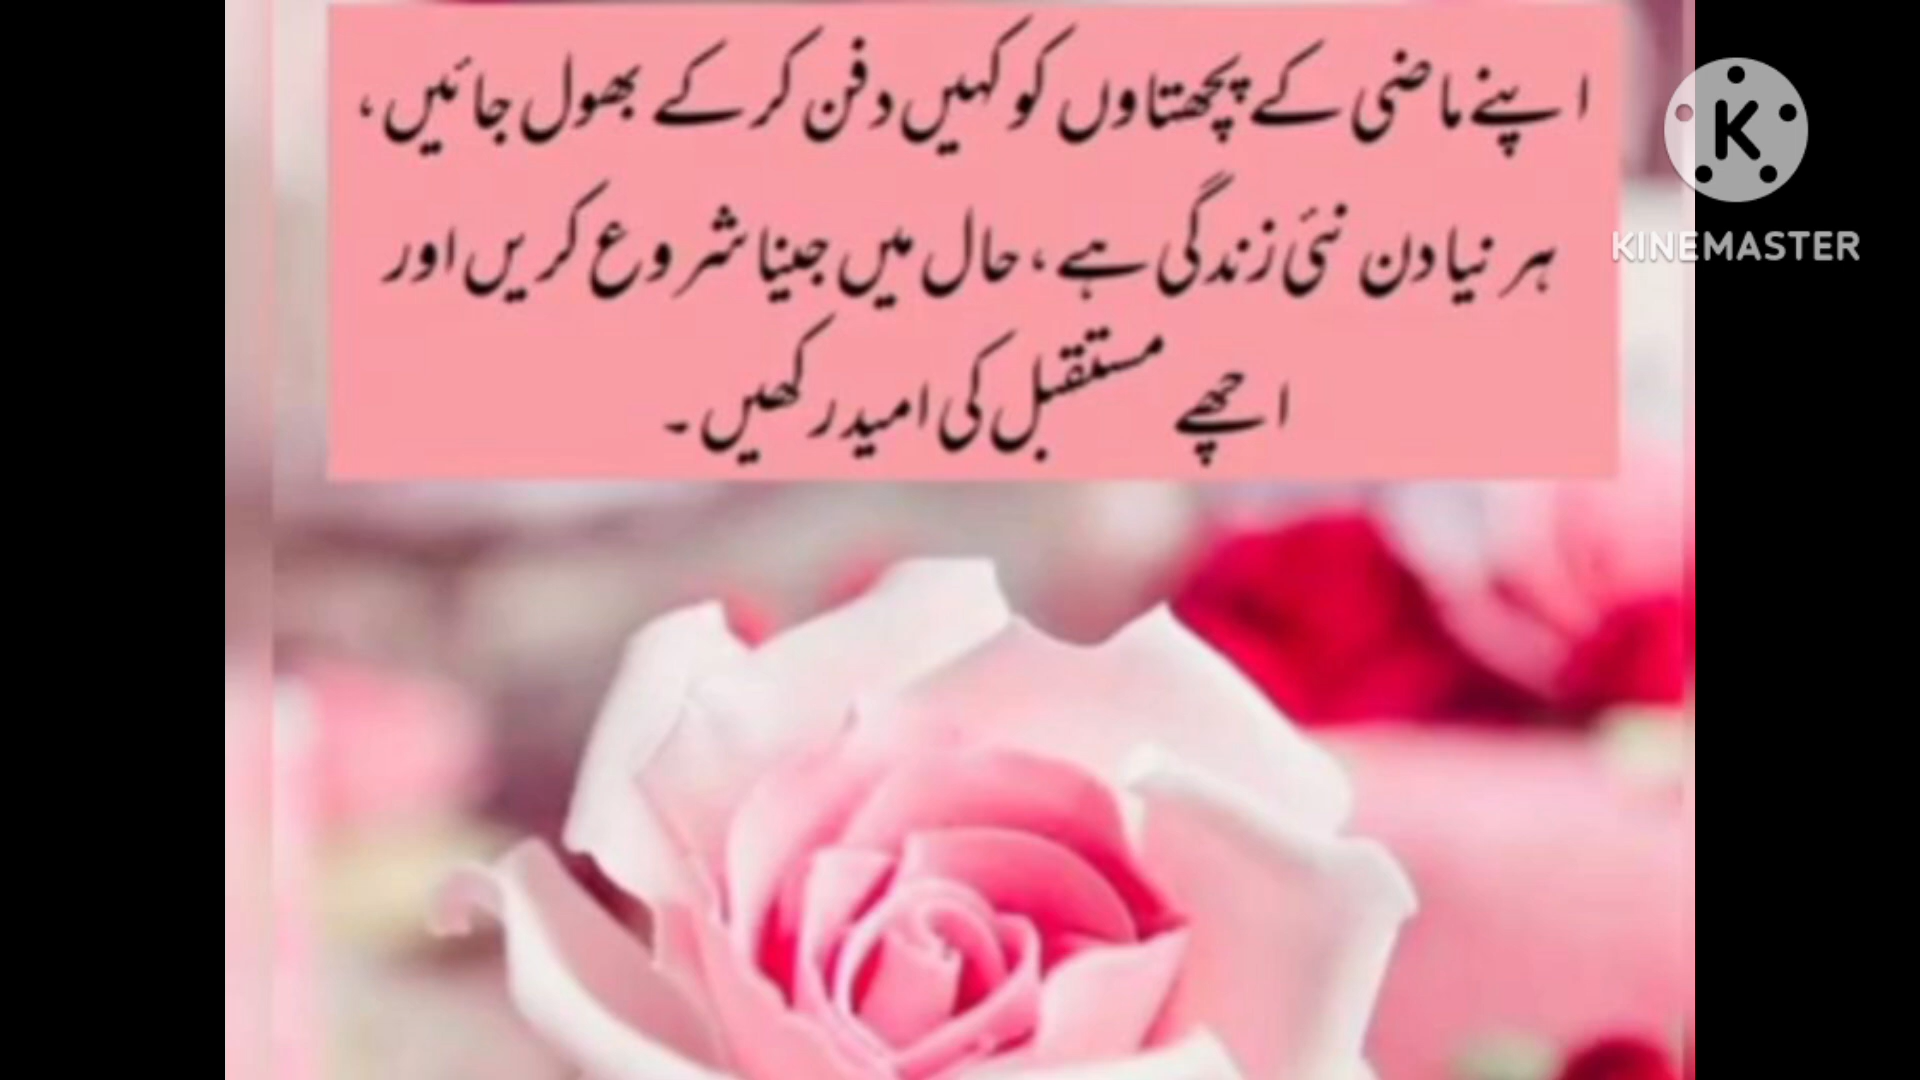 اپنے ماضی کے پچھتاوں کو کہیں دفن کر کے بھول جائیں،
ہر نیا دن نئی زندگی ہے، حال میں جینا شروع کریں اور
اچھے مستقبل کی امید رکھیں۔
K
KINEMASTER